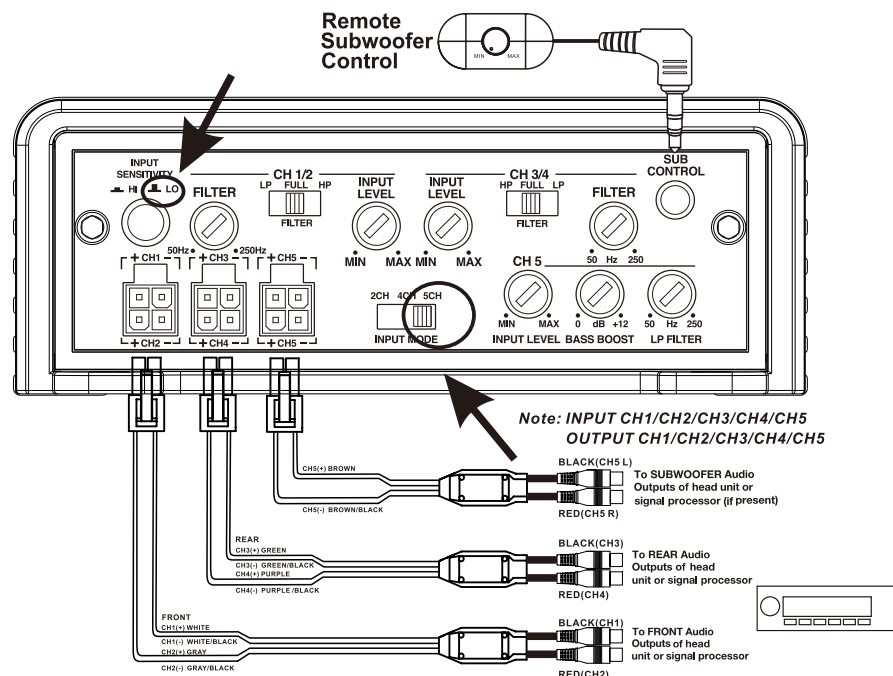 Remote
Subwoofer
Control
MIN MAX
INPUT
SENSITIVITY
HI LO
FILTER
50Hz 250Hz
CH 1/2
LP FULL HP
FILTER
INPUT
LEVEL
MIN MAX
INPUT
LEVEL
MIN MAX
CH 3/4
HP FULL LP
FILTER
FILTER
50 Hz 250
SUB
CONTROL
+ CH1 -
+ CH3 -
+ CH5 -
+ CH2 -
+ CH4 -
+ CH5 -
2CH 4CH 5CH
INPUT MODE
CH 5
MIN MAX
INPUT LEVEL
0 dB +12
BASS BOOST
50 Hz 250
LP FILTER
Note: INPUT CH1/CH2/CH3/CH4/CH5
OUTPUT CH1/CH2/CH3/CH4/CH5
CH5(+) BROWN
CH5(-) BROWN/BLACK
BLACK(CH5 L)
RED(CH5 R)
To SUBWOOFER Audio
Outputs of head unit or
signal processor (if present)
REAR
CH3(+) GREEN
CH3(-) GREEN/BLACK
CH4(+) PURPLE
CH4(-) PURPLE/BLACK
BLACK(CH3)
RED(CH4)
To REAR Audio
Outputs of head
unit or signal processor
FRONT
CH1(+) WHITE
CH1(-) WHITE/BLACK
CH2(+) GRAY
CH2(-) GRAY/BLACK
BLACK(CH1)
RED(CH2)
To FRONT Audio
Outputs of head
unit or signal processor